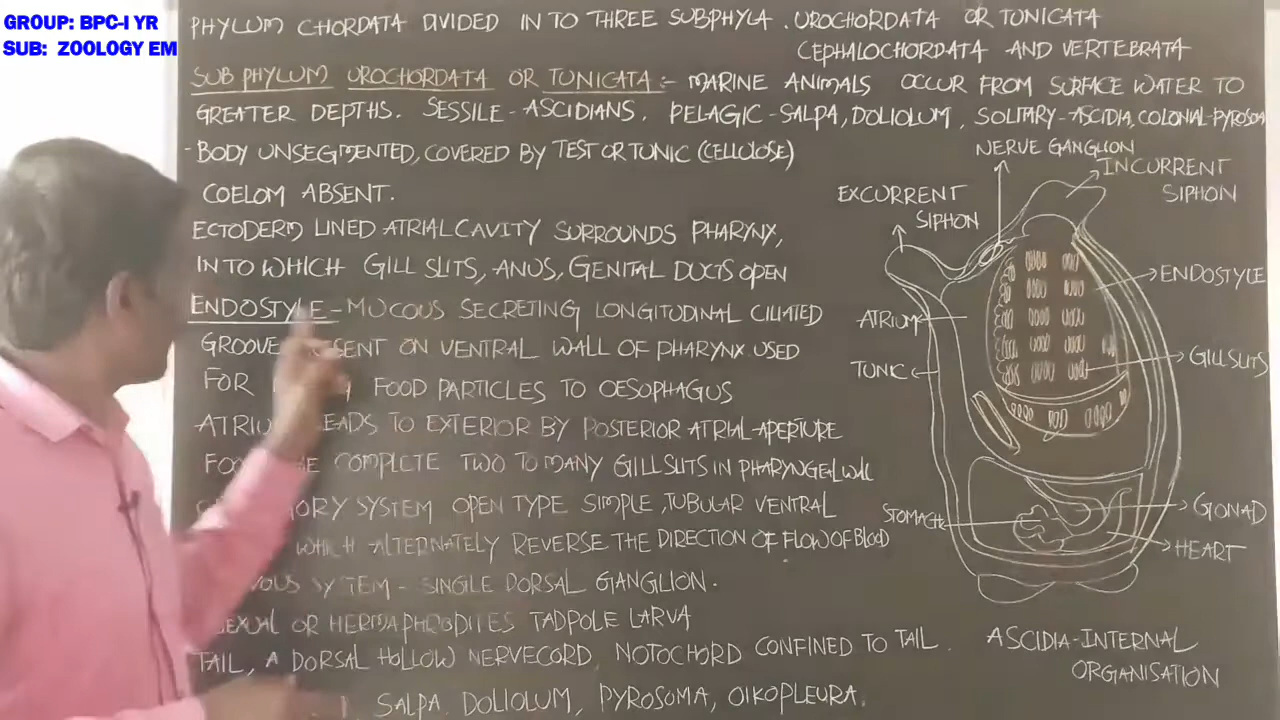 GROUP: BPC-I YR
SUB: ZOOLOGY EM
PHYLUM CHORDATA DIVIDED IN TO THREE SUBPHYLA. UROCHORDATA OR TUNICATA
CEPHALOCHORDATA AND VERTEBRATA
SUB PHYLUM UROCHORDATA OR TUNICATA:- MARINE ANIMALS OCCUR FROM SURFACE WATER TO
GREATER DEPTHS. SESSILE-ASCIDIANS. PELAGIC-SALPA, DOLIOLUM, SOLITARY-ASCIDIA, COLONIAL-PYROSOMA
- BODY UNSEGMENTED, COVERED BY TEST OR TUNIC (CELLULOSE)
COELOM ABSENT.
ECTODERM LINED ATRIAL CAVITY SURROUNDS PHARYNX,
IN TO WHICH GILL SLITS, ANUS, GENITAL DUCTS OPEN
ENDOSTYLE - MUCOUS SECRETING LONGITUDINAL CILIATED
GROOVE ON VENTRAL WALL OF PHARYNX USED
FOR FOOD PARTICLES TO OESOPHAGUS
TO EXTERIOR BY POSTERIOR ATRIAL-APERTURE
COMPLETE TWO TO MANY GILL SLITS IN PHARYNGEAL WALL
SYSTEM OPEN TYPE SIMPLE, TUBULAR VENTRAL
WHICH ALTERNATELY REVERSE THE DIRECTION OF FLOW OF BLOOD
SYSTEM - SINGLE DORSAL GANGLION.
OR HERMAPHRODITES TADPOLE LARVA
TAIL, A DORSAL HOLLOW NERVECORD, NOTOCHORD CONFINED TO TAIL.
SALPA. DOLIOLUM, PYROSOMA, OIKOPLEURA.
NERVE GANGLION
INCURRENT
SIPHON
EXCURRENT
SIPHON
ENDOSTYLE
ATRIUM
GILLSLITS
TUNIC
STOMACH
GONAD
HEART
ASCIDIA-INTERNAL
ORGANISATION